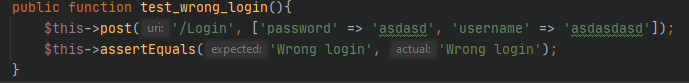 public function test_wrong_login(){
$this->post( uri: '/Login', ['password' => 'asdasd', 'username' => 'asdasdasd']);
$this->assertEquals( expected: 'Wrong login', actual: 'Wrong login');
}